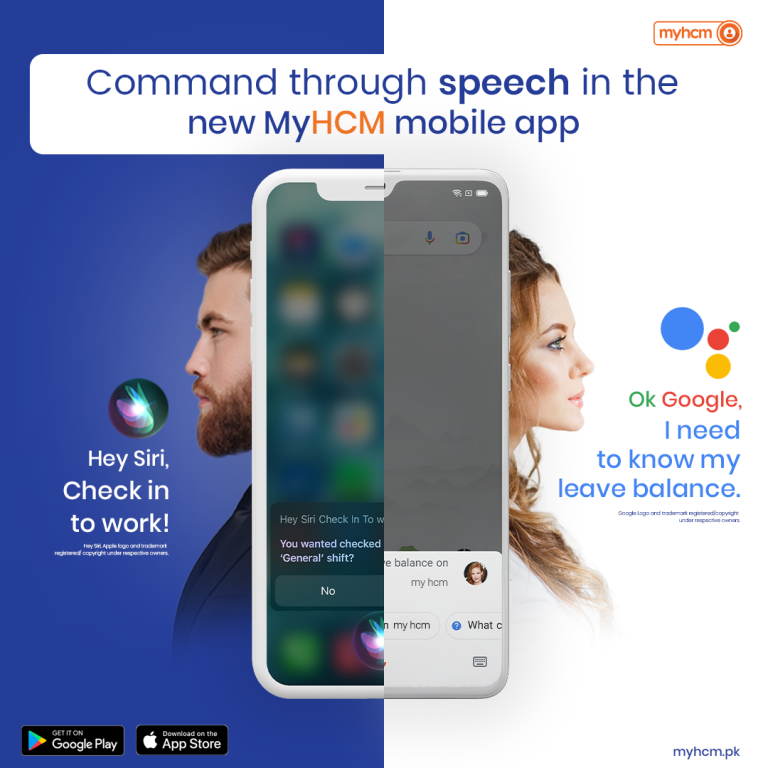 myhcm
Command through speech in the
new MyHCM mobile app
Hey Siri,
Check in
to work!
Hey Siri, Apple logo and trademark
registered/ copyright under respective owners.
Hey Siri Check In To w
You wanted checked
'General' shift?
No
e balance on
my hcm
my hcm
What c
Ok Google,
I need
to know my
leave balance.
Google Logo and trademark registered/copyright
under respective owners.
GET IT ON
Google Play
Download on the
App Store
myhcm.pk